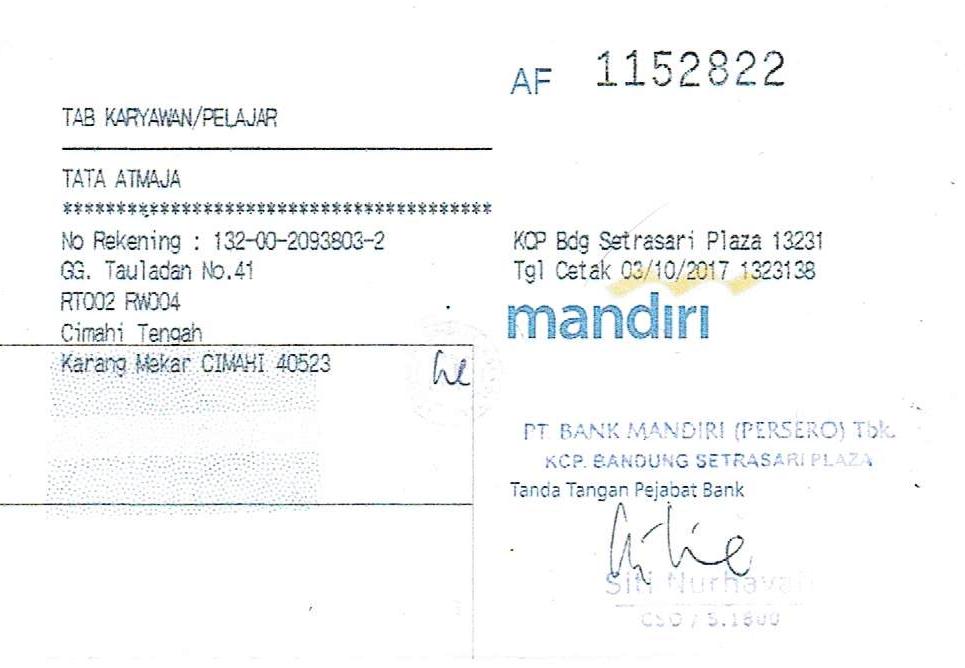 AF 1152822
TAB KARYAWAN/PELAJAR
TATA ATMAJA
****************************************
No Rekening : 132-00-2093803-2
GG. Tauladan No.41
RT002 RW004
Cimahi Tengah
Karang Mekar CIMAHI 40523
KCP Bdg Setrasari Plaza 13231
Tgl Cetak 03/10/2017 1323138
mandiri
PT. BANK MANDIRI (PERSERO) Tbk.
KCP. BANDUNG SETRASARI PLAZA
Tanda Tangan Pejabat Bank
Siti Nurhayati
CSO / 5.1800